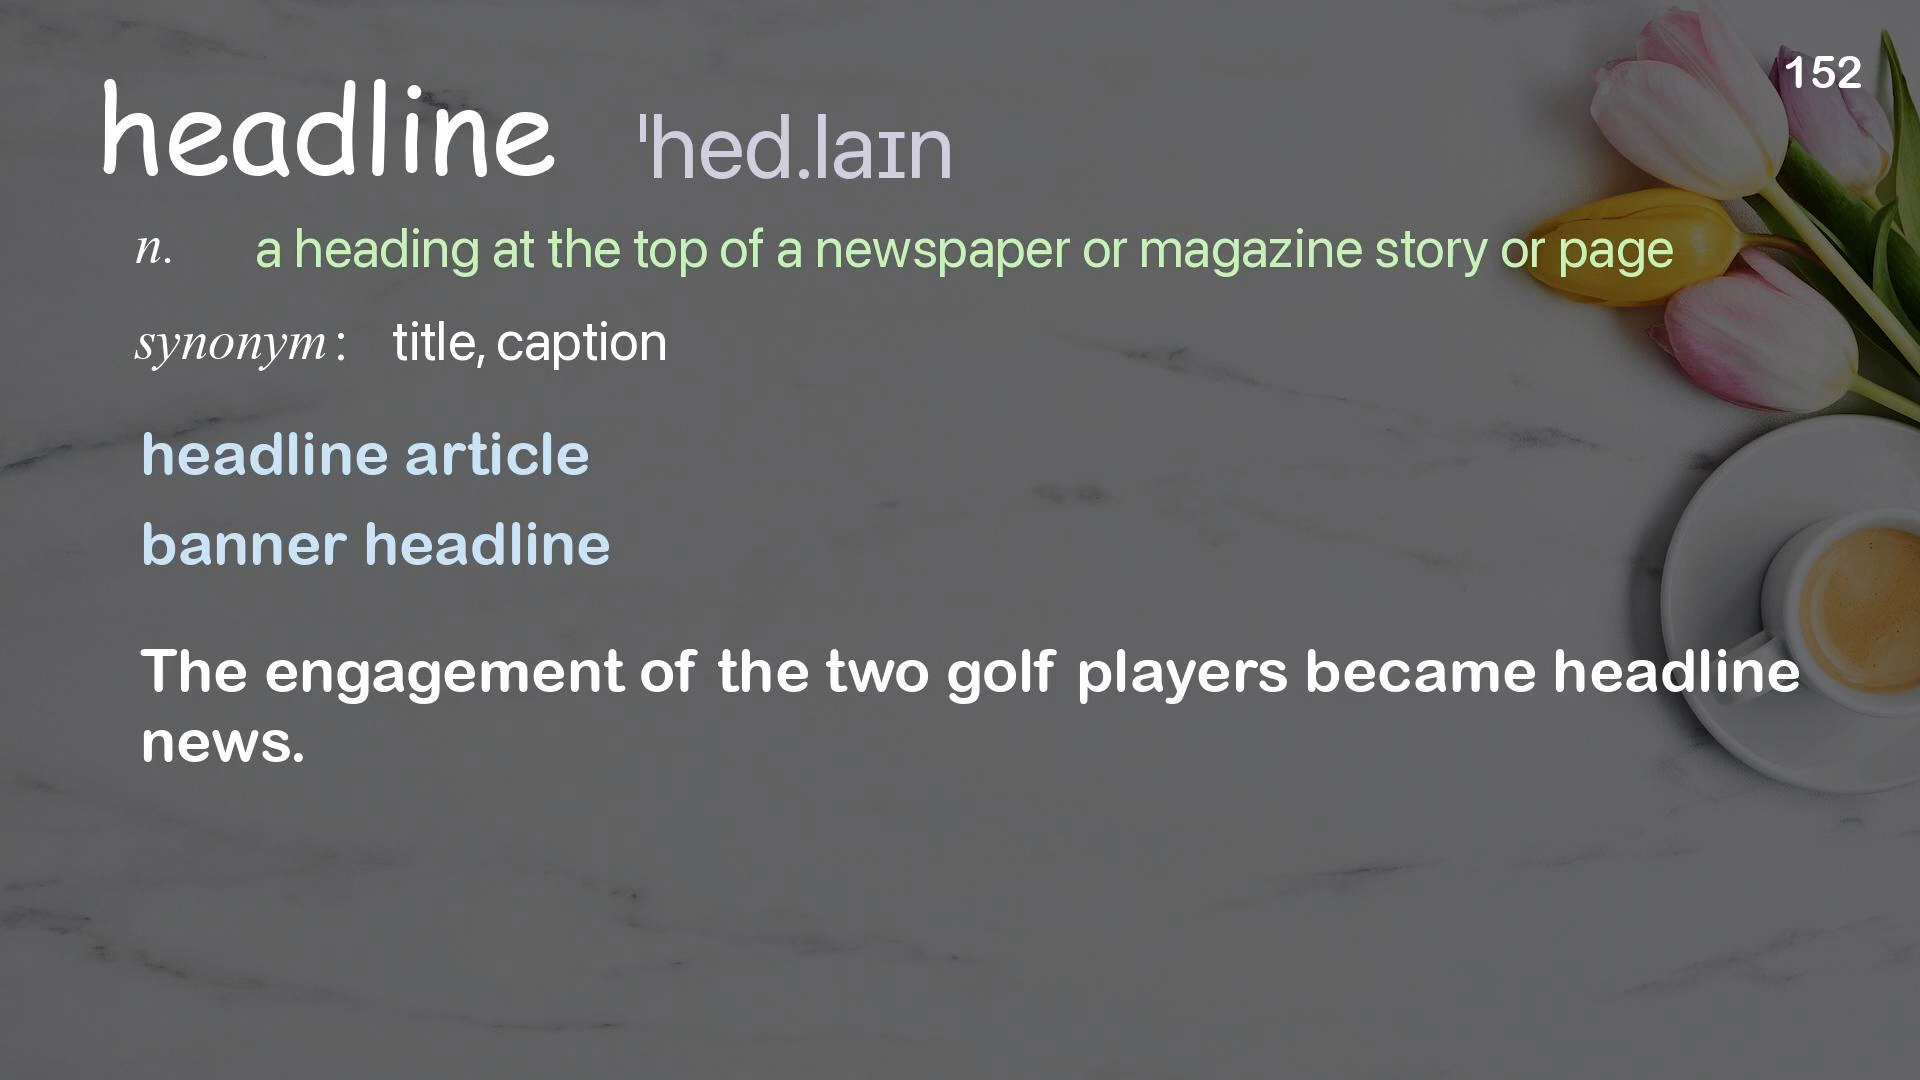 152
headline ˈhed.laɪn
n. a heading at the top of a newspaper or magazine story or page
synonym: title, caption
headline article
banner headline
The engagement of the two golf players became headline
news.